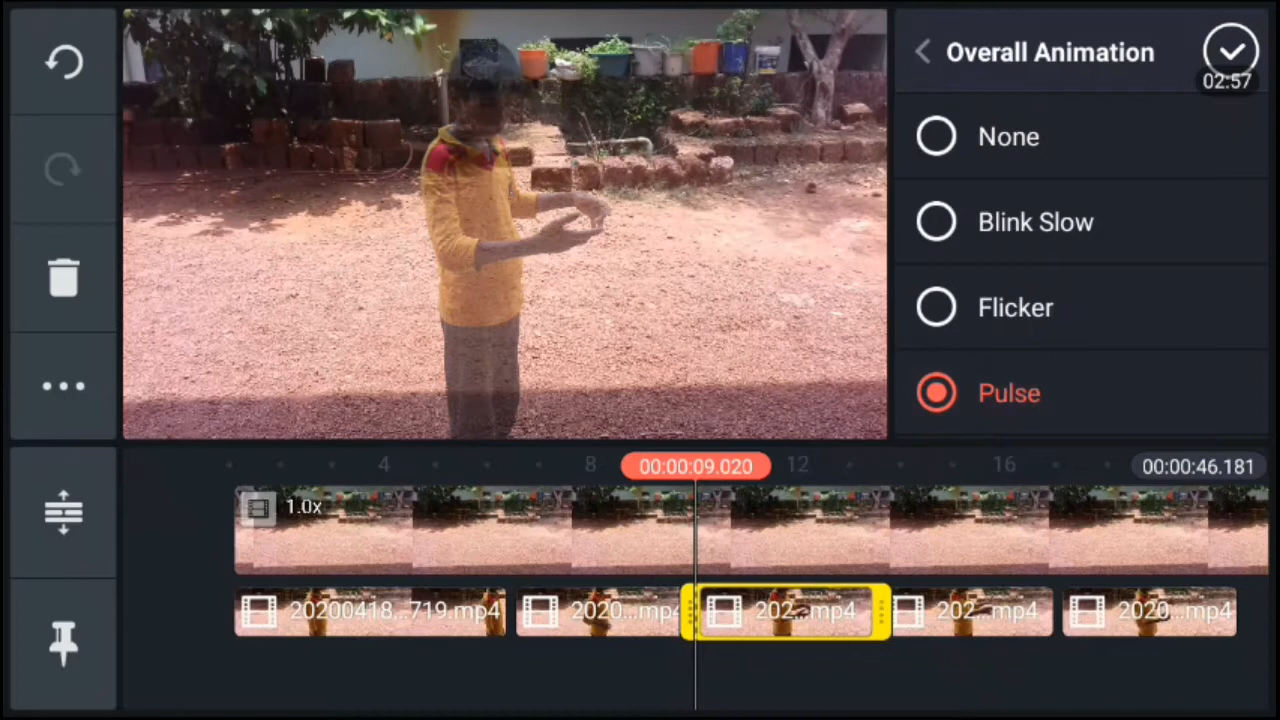 Overall Animation
02:57
None
Blink Slow
Flicker
Pulse
4
8
00:00:09.020
12
16
00:00:46.181
1.0x
20200418...719.mp4
2020...mp4
202...mp4
202...mp4
2020...mp4